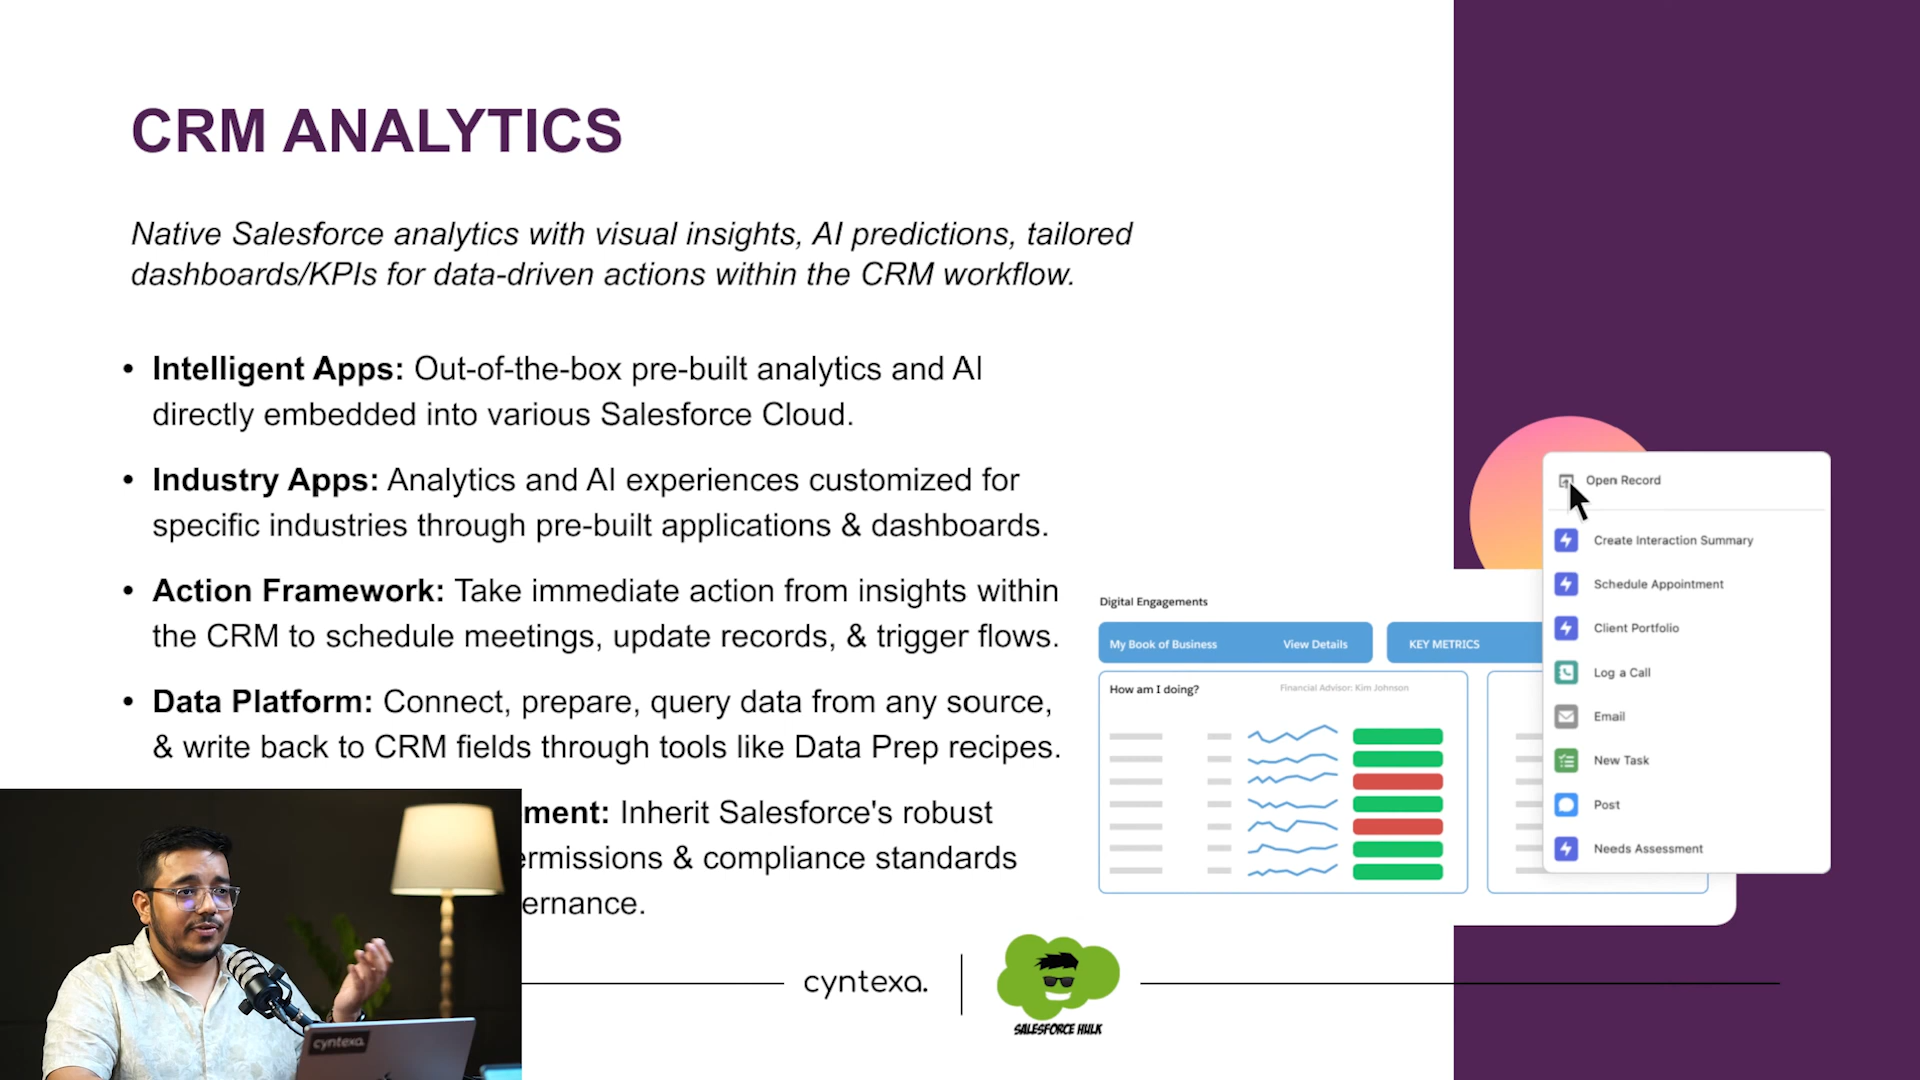 CRM ANALYTICS
Native Salesforce analytics with visual insights, AI predictions, tailored
dashboards/KPIs for data-driven actions within the CRM workflow.
• Intelligent Apps: Out-of-the-box pre-built analytics and AI
directly embedded into various Salesforce Cloud.
• Industry Apps: Analytics and AI experiences customized for
specific industries through pre-built applications & dashboards.
• Action Framework: Take immediate action from insights within
the CRM to schedule meetings, update records, & trigger flows.
• Data Platform: Connect, prepare, query data from any source,
& write back to CRM fields through tools like Data Prep recipes.
ment: Inherit Salesforce's robust
ermissions & compliance standards
ernance.
Digital Engagements
My Book of Business View Details
KEY METRICS
How am I doing?
Financial Advisor: Kim Johnson
Open Record
Create Interaction Summary
Schedule Appointment
Client Portfolio
Log a Call
Email
New Task
Post
Needs Assessment
cyntexa.
SALESFORCE HULK
cyntexa.